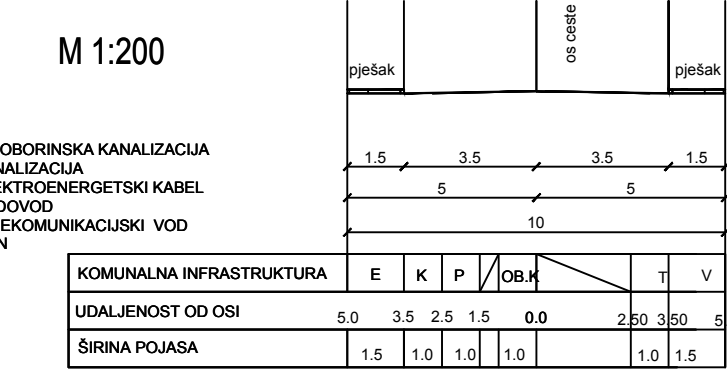 M 1:200
os ceste
pješak pješak
OBORINSKA KANALIZACIJA
NALIZACIJA
EKTROENERGETSKI KABEL
DOVOD
EKOMUNIKACIJSKI VOD
N
1.5 3.5 3.5 1.5
5 5
10
KOMUNALNA INFRASTRUKTURA E K P OB.K T V
UDALJENOST OD OSI 5.0 3.5 2.5 1.5 0.0 2.50 3.50 5
ŠIRINA POJASA 1.5 1.0 1.0 1.0 1.0 1.5